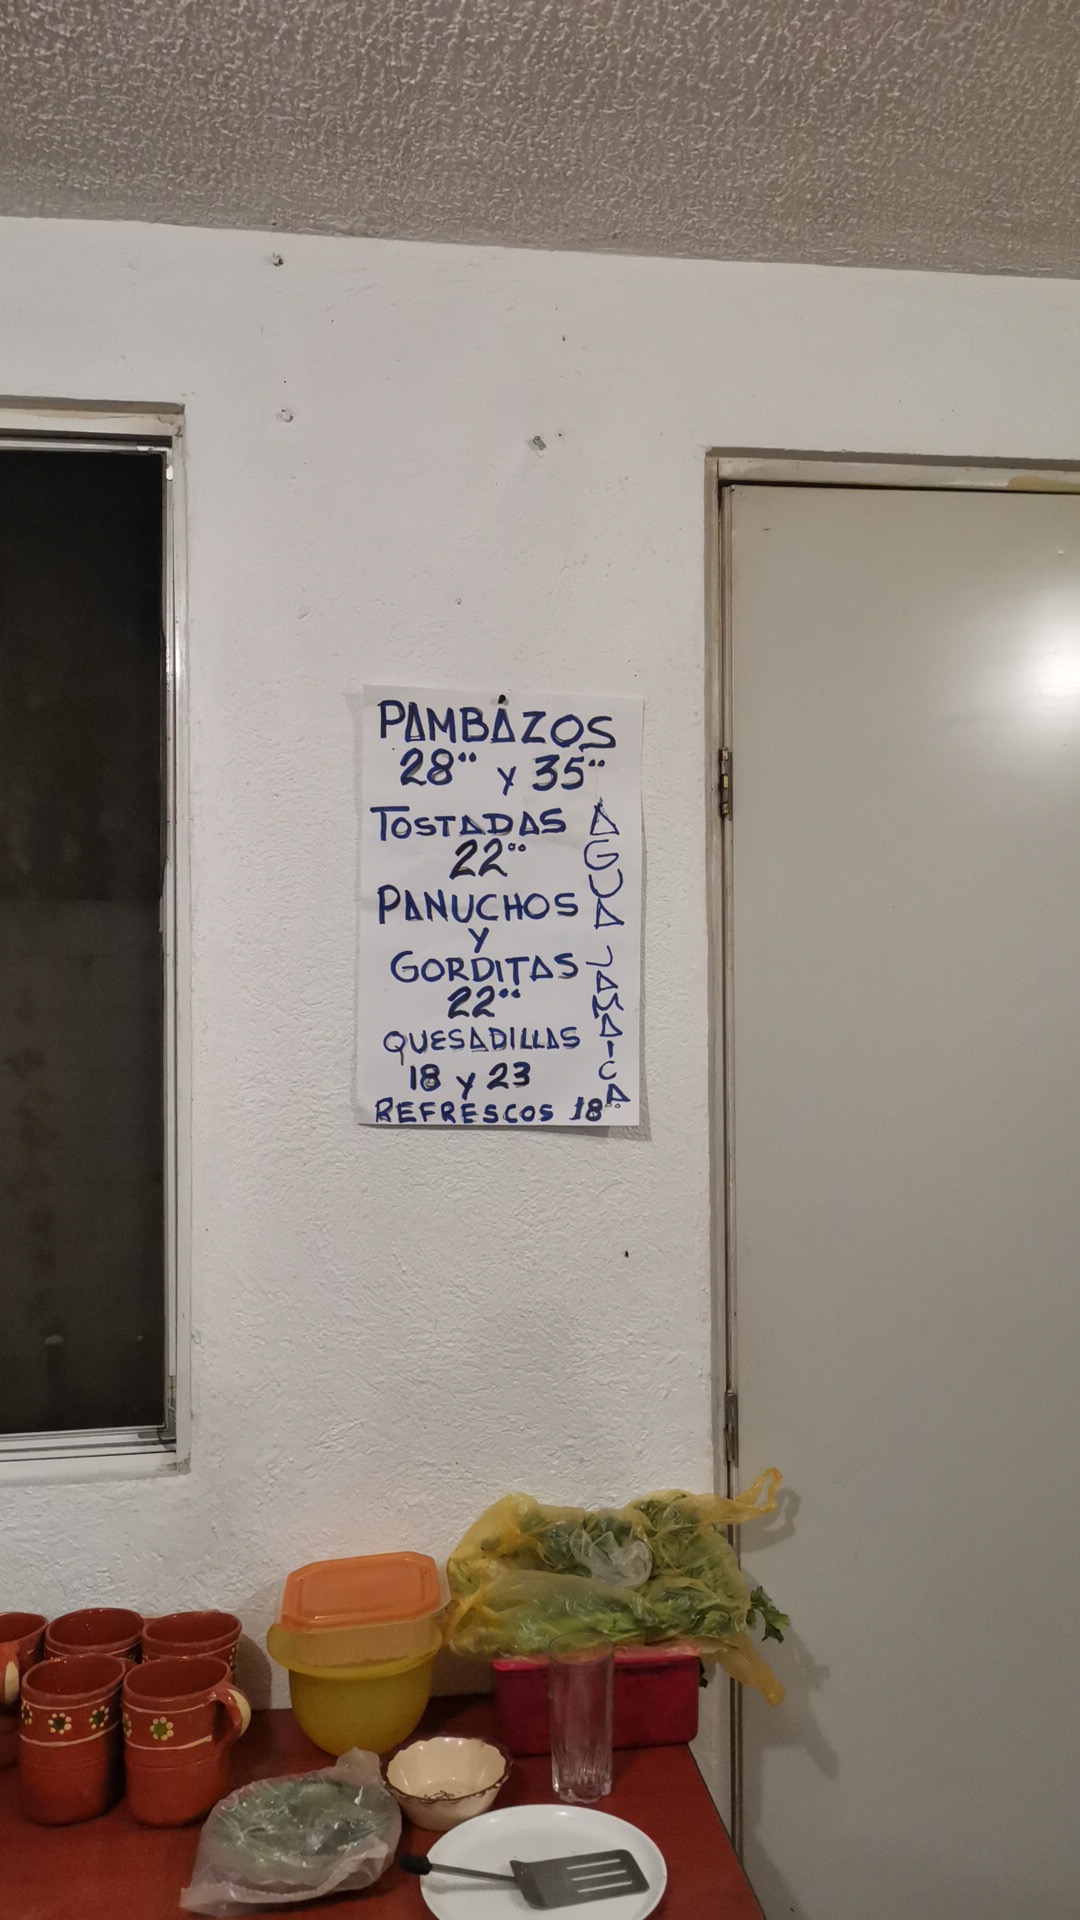 PAMBAZOS
28°° y 35°°
TOSTADAS
22°°
PANUCHOS
Y
GORDITAS
22°°
QUESADILLAS
18 y 23
REFRESCOS 18°°
AGUA JAMAICA